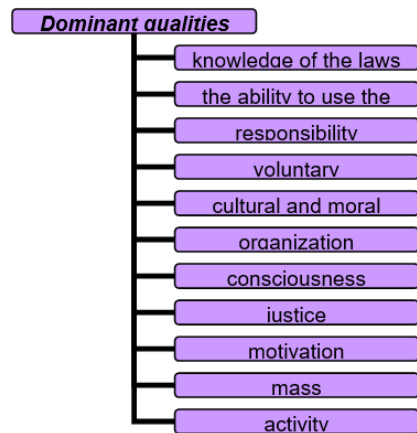 Dominant qualities
knowledge of the laws
the ability to use the
responsibility
voluntary
cultural and moral
organization
consciousness
justice
motivation
mass
activity